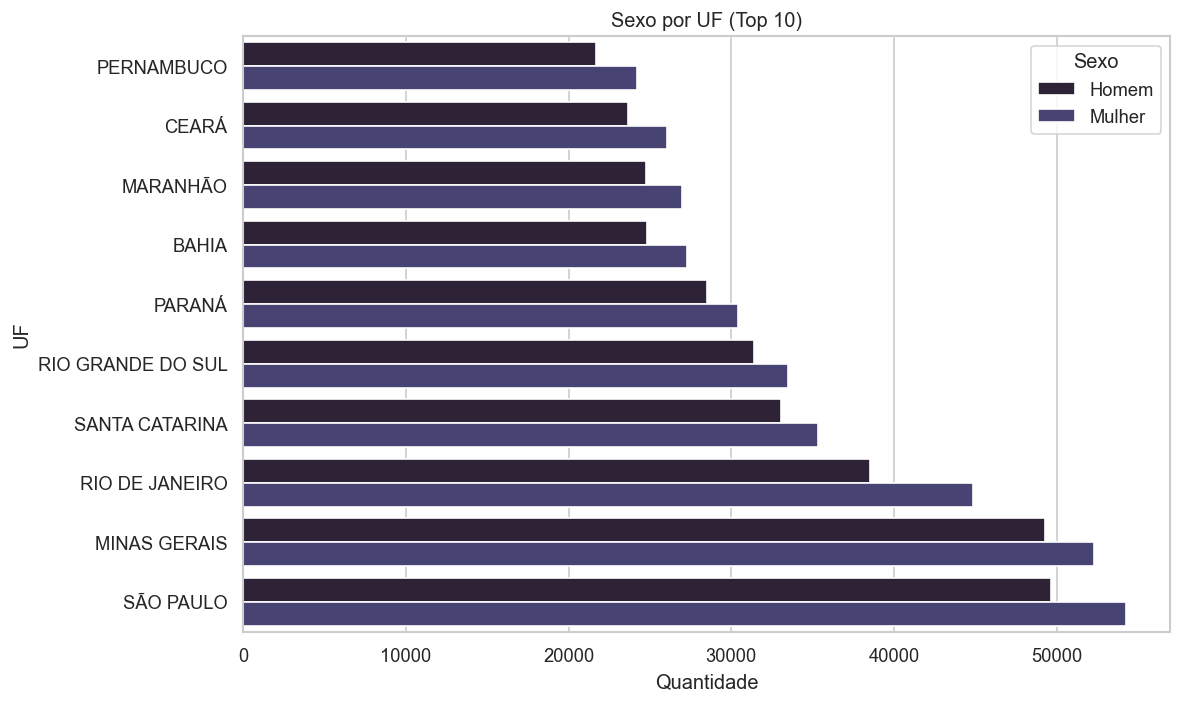 Sexo por UF (Top 10)
Sexo
Homem
Mulher
UF
PERNAMBUCO
CEARÁ
MARANHÃO
BAHIA
PARANÁ
RIO GRANDE DO SUL
SANTA CATARINA
RIO DE JANEIRO
MINAS GERAIS
SÃO PAULO
0 10000 20000 30000 40000 50000
Quantidade